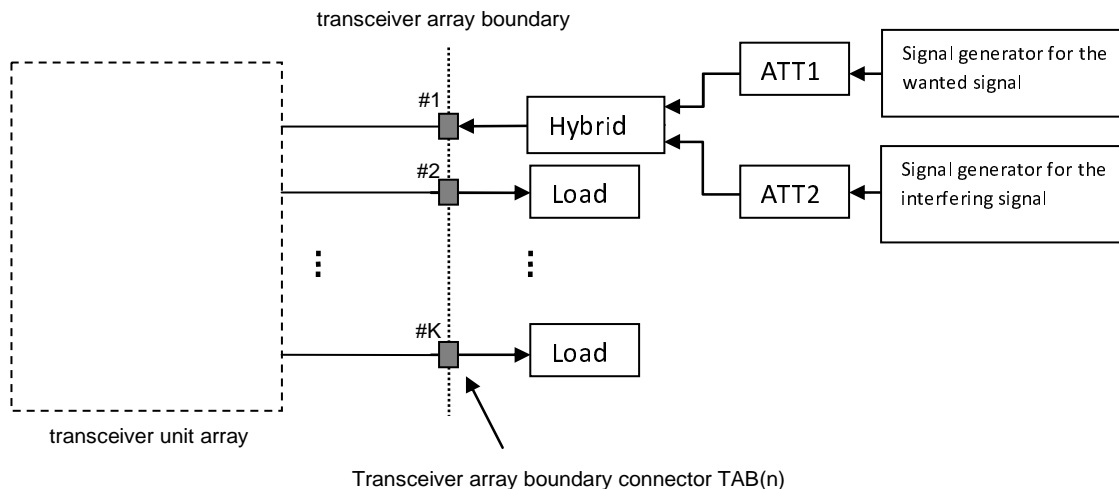 transceiver array boundary
Signal generator for the
wanted signal
ATT1
#1
Hybrid
#2
Load
ATT2
Signal generator for the
interfering signal
#K
Load
transceiver unit array
Transceiver array boundary connector TAB(n)